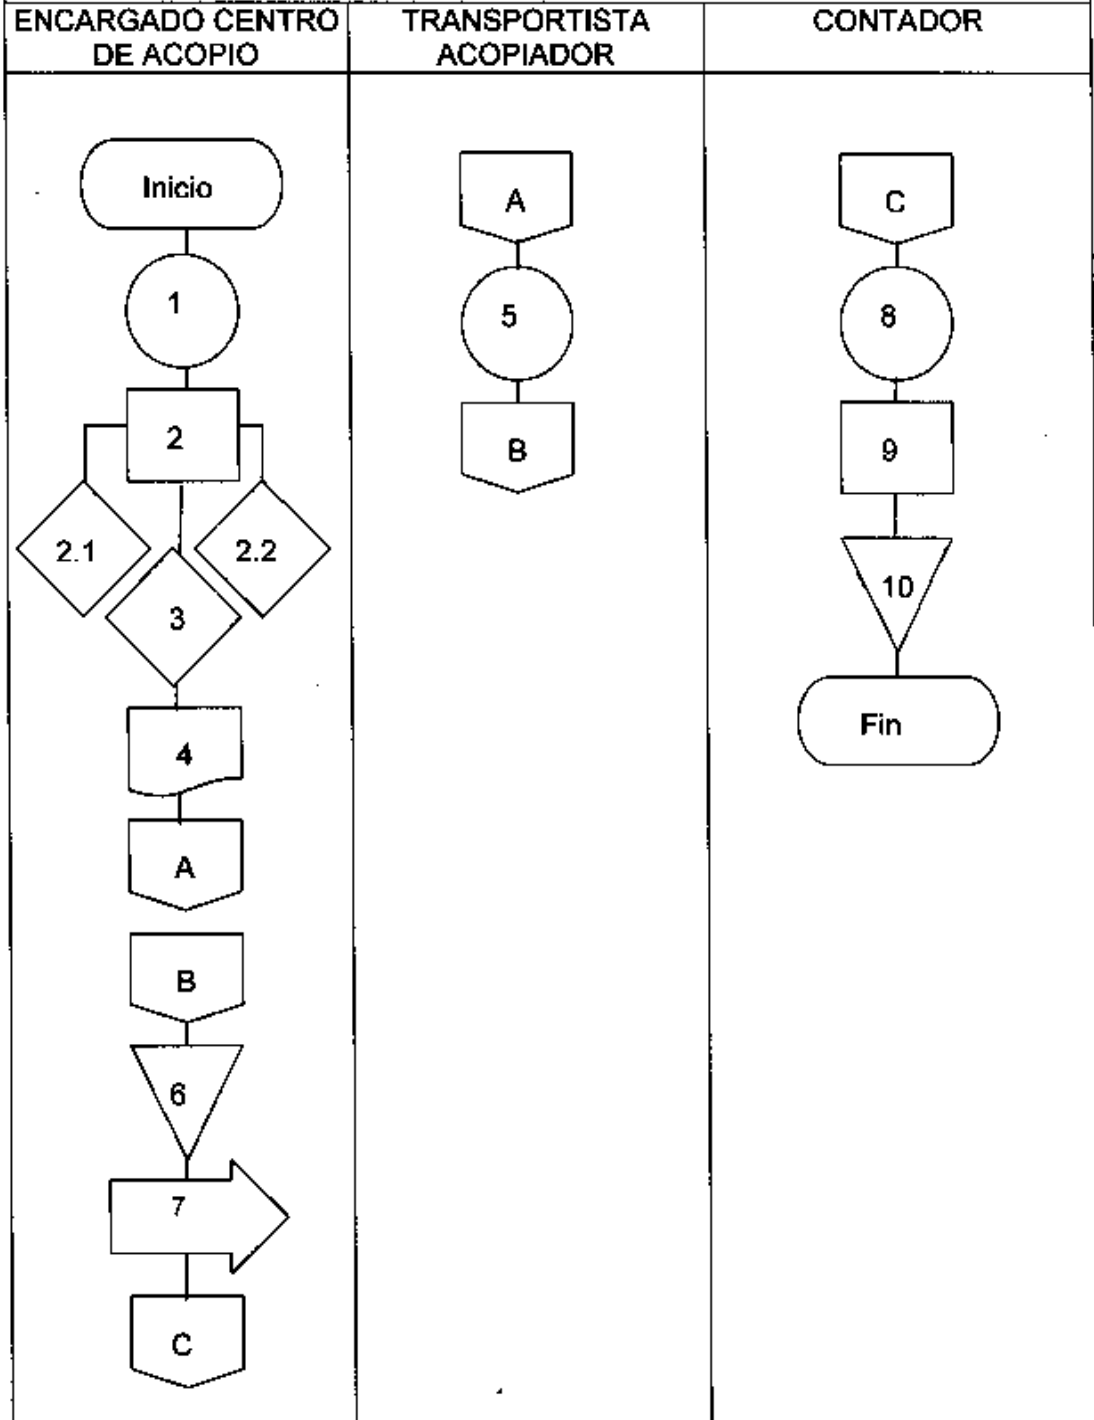 ENCARGADO CENTRO
DE ACOPIO
TRANSPORTISTA
ACOPIADOR
CONTADOR
Inicio
1
2
2.1
2.2
3
4
A
B
6
7
C
A
5
B
C
8
9
10
Fin